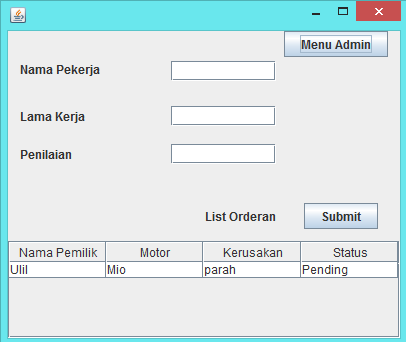 Menu Admin
Nama Pekerja
Lama Kerja
Penilaian
List Orderan Submit
Nama Pemilik Motor Kerusakan Status
Ulil Mio parah Pending